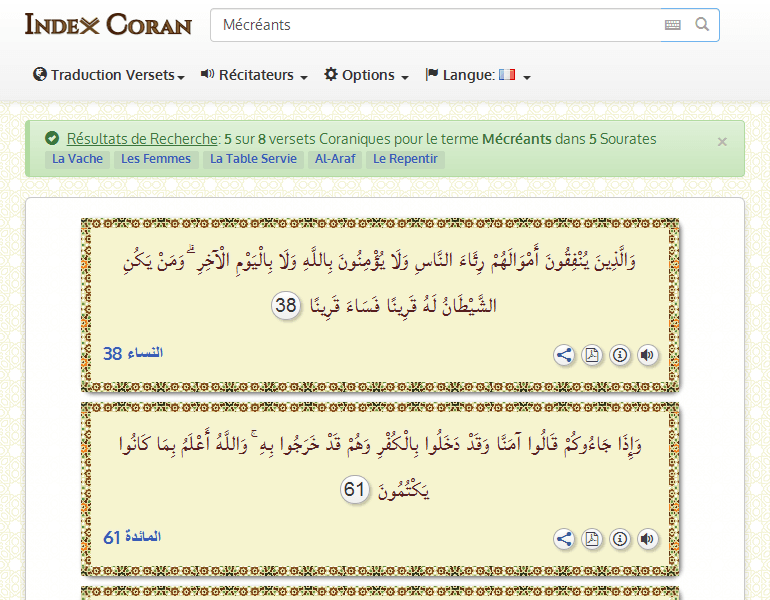 Index Coran
Mécréants
Traduction Versets
Récitateurs
Options
Langue:
Résultats de Recherche: 5 sur 8 versets Coraniques pour le terme Mécréants dans 5 Sourates
×
La Vache Les Femmes La Table Servie Al-Araf Le Repentir
وَالَّذِينَ يُنْفِقُونَ أَمْوَالَهُمْ رِئَاءَ النَّاسِ وَلَا يُؤْمِنُونَ بِاللَّهِ وَلَا بِالْيَوْمِ الْآخِرِ ۗ وَمَنْ يَكُنِ
الشَّيْطَانُ لَهُ قَرِينًا فَسَاءَ قَرِينًا 38
النساء 38
وَإِذَا جَاءُوكُمْ قَالُوا آمَنَّا وَقَدْ دَخَلُوا بِالْكُفْرِ وَهُمْ قَدْ خَرَجُوا بِهِ ۚ وَاللَّهُ أَعْلَمُ بِمَا كَانُوا
يَكْتُمُونَ 61
المائدة 61